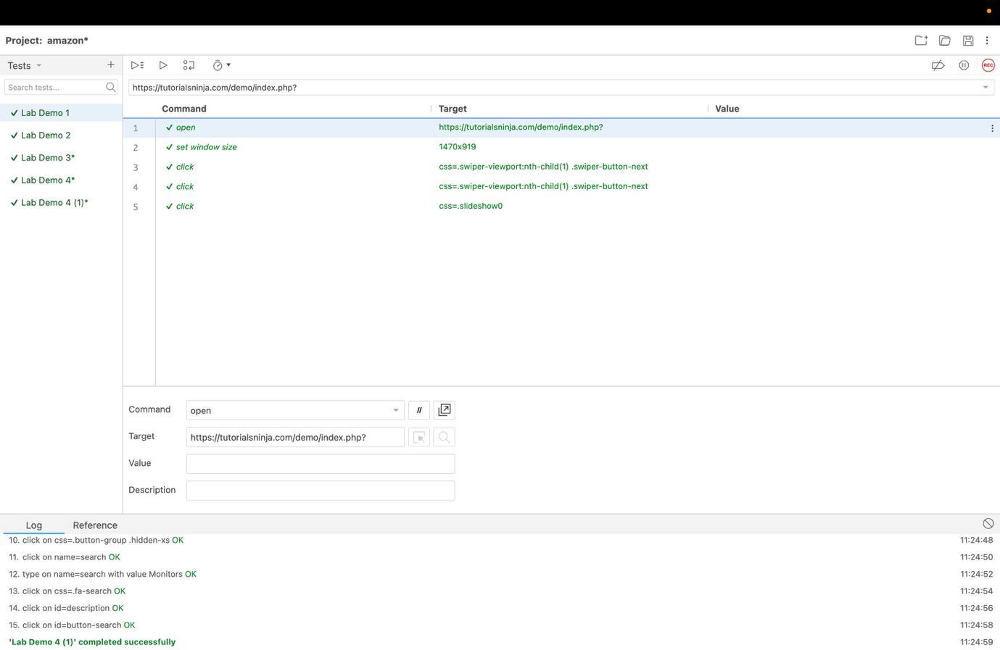 Project: amazon*
Tests
Search tests...
Lab Demo 1
Lab Demo 2
Lab Demo 3*
Lab Demo 4*
Lab Demo 4 (1)*
REC
https://tutorialsninja.com/demo/index.php?
Command Target Value
1 open https://tutorialsninja.com/demo/index.php?
2 set window size 1470x919
3 click css=.swiper-viewport:nth-child(1) .swiper-button-next
4 click css=.swiper-viewport:nth-child(1) .swiper-button-next
5 click css=.slideshow0
Command open //
Target https://tutorialsninja.com/demo/index.php?
Value
Description
Log Reference
10. click on css=.button-group .hidden-xs OK 11:24:48
11. click on name=search OK 11:24:50
12. type on name=search with value Monitors OK 11:24:52
13. click on css=.fa-search OK 11:24:54
14. click on id=description OK 11:24:56
15. click on id=button-search OK 11:24:58
'Lab Demo 4 (1)' completed successfully 11:24:59